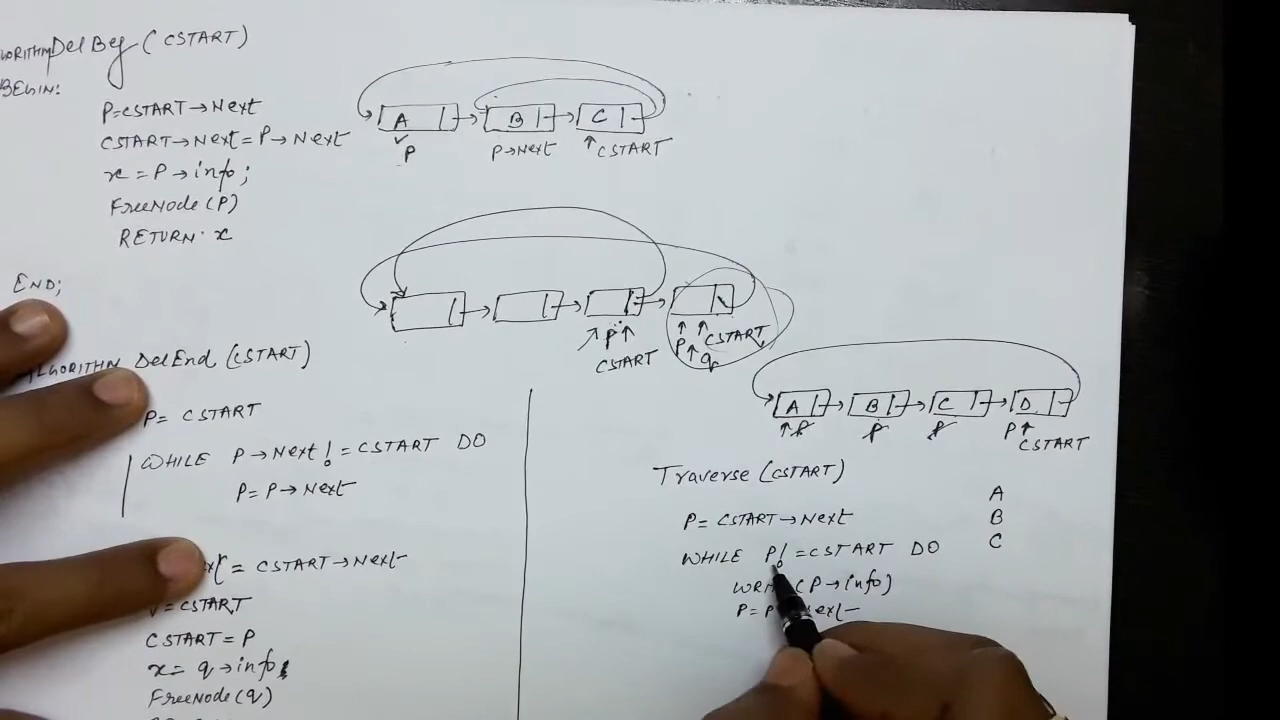 ALGORITHM DelBeg (CSTART)
BEGIN:
P=CSTART→Next
CSTART→Next=P→Next
x=P→info;
FreeNode(P)
RETURN x
END;
A B C
P P→Next CSTART
P CSTART
P CSTART
q
ALGORITHM DelEnd (CSTART)
P= CSTART
WHILE P→Next!=CSTART DO
P=P→Next
= CSTART→Next
=CSTART
CSTART=P
x= q→info;
FreeNode(q)
A B C D
P P P P
CSTART
Traverse (CSTART)
P= CSTART→Next
WHILE P!=CSTART DO
(P→info)
P=P
A
B
C